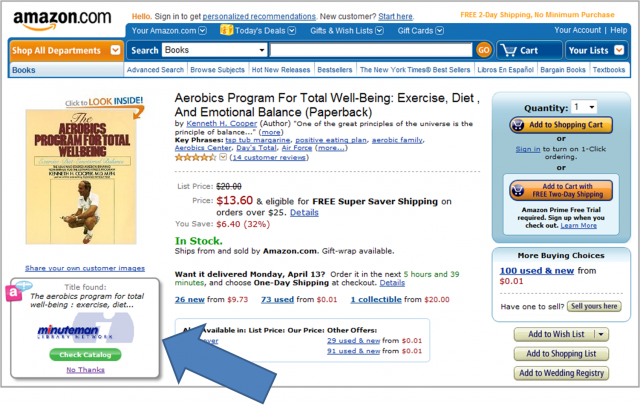 amazon.com
Hello. Sign in to get personalized recommendations. New customer? Start here.
FREE 2-Day Shipping, No Minimum Purchase
Your Amazon.com
Today's Deals
Gifts & Wish Lists
Gift Cards
Your Account | Help
Shop All Departments
Search
Books
GO
Cart
Your Lists
Books
Advanced Search
Browse Subjects
Hot New Releases
Bestsellers
The New York Times® Best Sellers
Libros En Español
Bargain Books
Textbooks
Click to LOOK INSIDE!
The
AEROBICS
PROGRAM FOR TOTAL
WELL-BEING
Exercise, Diet, Emotional Balance
KENNETH H. COOPER M.D. M.P.H.
Share your own customer images
Aerobics Program For Total Well-Being: Exercise, Diet ,
And Emotional Balance (Paperback)
by Kenneth H. Cooper (Author) "One of the great principles of the universe is the
principle of balance..." (more)
Key Phrases: tsp tub margarine, positive eating plan, aerobic family,
Aerobics Center, Day's Total, Air Force (more...)
(14 customer reviews)
List Price: $20.00
Price: $13.60 & eligible for FREE Super Saver Shipping on
orders over $25. Details
You Save: $6.40 (32%)
In Stock.
Ships from and sold by Amazon.com. Gift-wrap available.
Want it delivered Monday, April 13? Order it in the next 5 hours and 39
minutes, and choose One-Day Shipping at checkout. Details
26 new from $9.73
73 used from $0.01
1 collectible from $20.00
Available in: List Price: Our Price: Other Offers:
29 used & new from $0.01
91 used & new from $0.01
Quantity: 1
Add to Shopping Cart
or
Sign in to turn on 1-Click
ordering.
or
Add to Cart with
FREE Two-Day Shipping
Amazon Prime Free Trial
required. Sign up when you
check out. Learn More
More Buying Choices
100 used & new from
$0.01
Have one to sell? Sell yours here
Add to Wish List
Add to Shopping List
Add to Wedding Registry
a
Title found:
The aerobics program for total
well-being : exercise, diet...
minuteman
LIBRARY NETWORK
Check Catalog
No Thanks